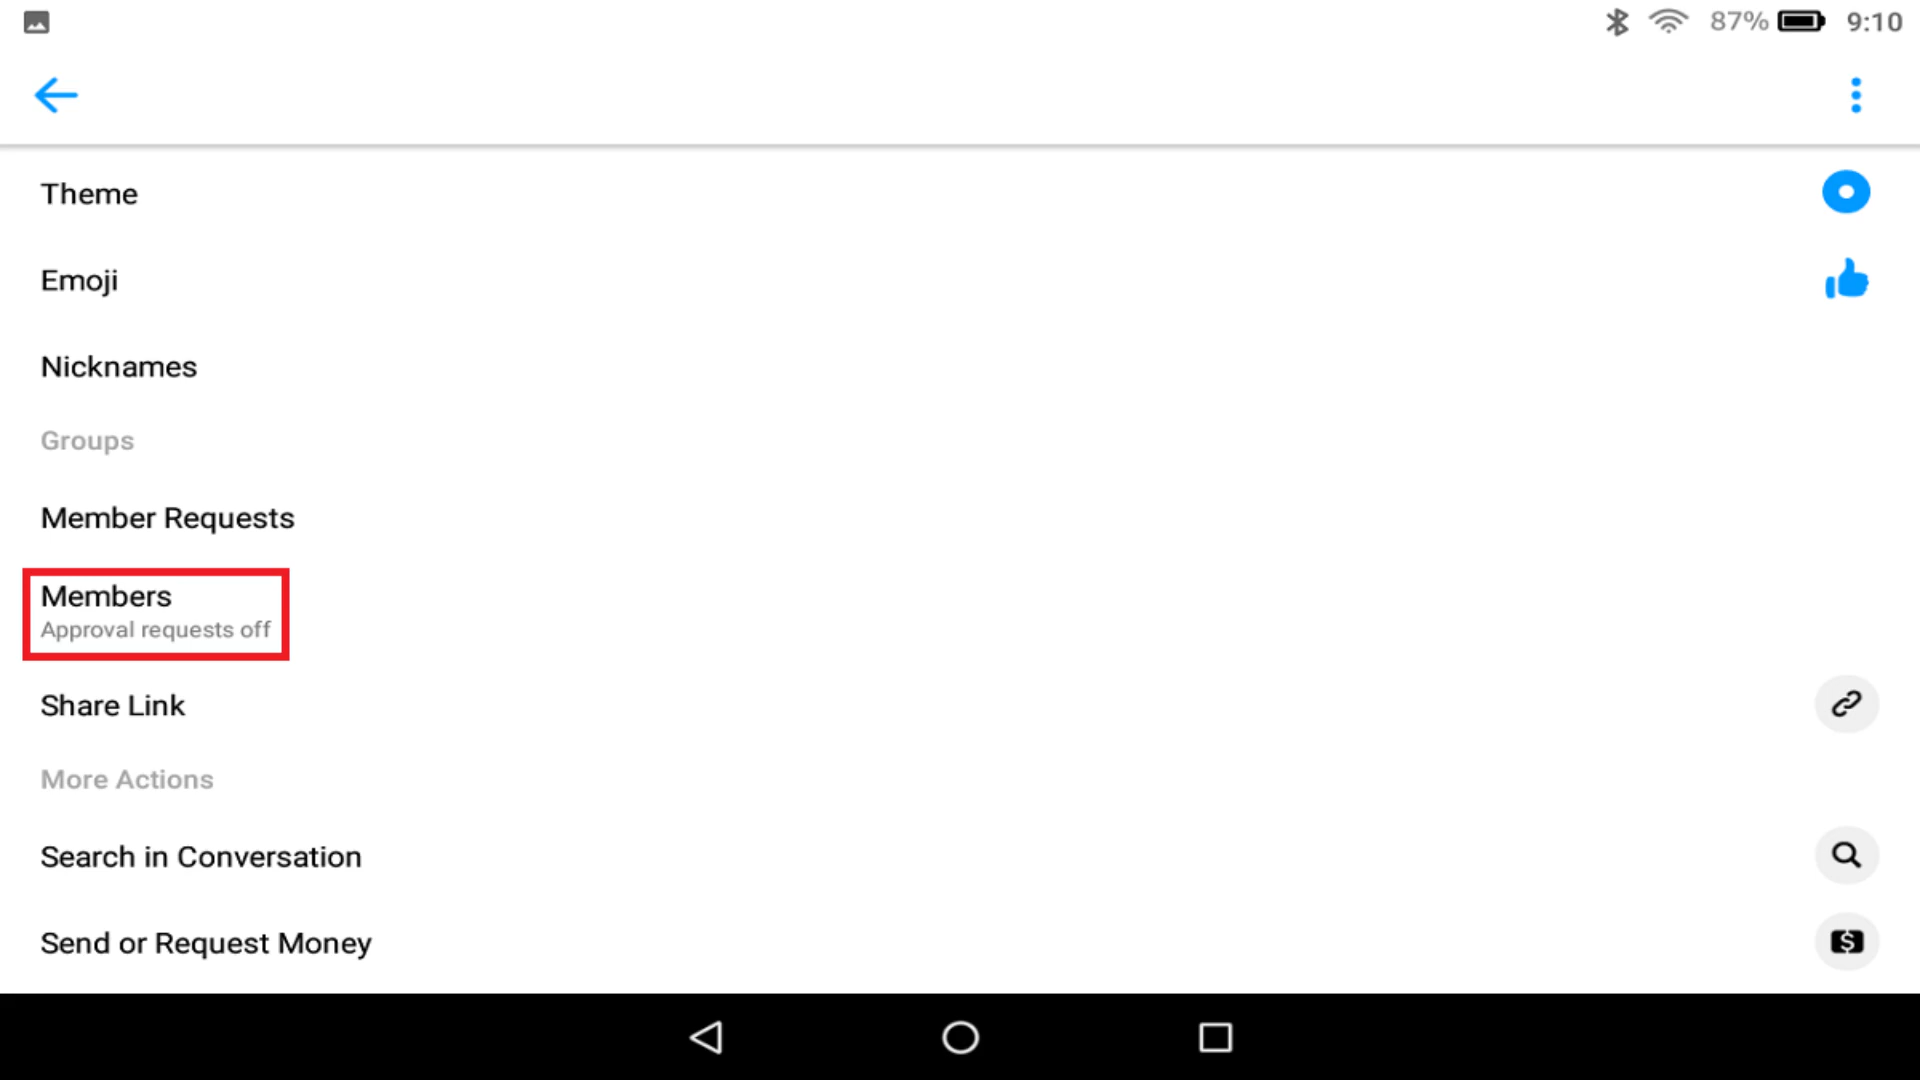 87% 9:10
Theme
Emoji
Nicknames
Groups
Member Requests
Members
Approval requests off
Share Link
More Actions
Search in Conversation
Send or Request Money
$